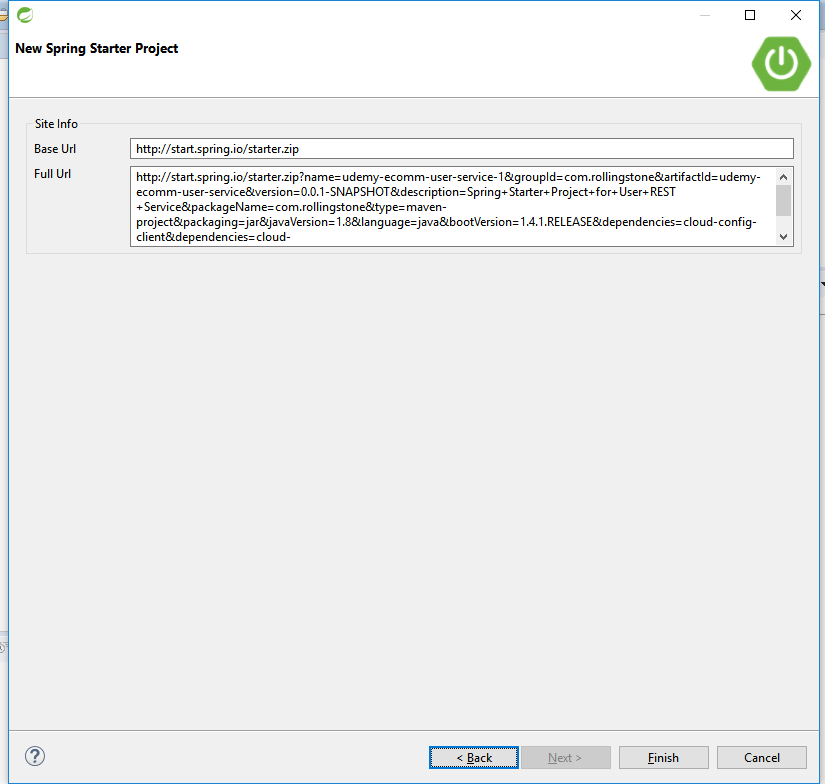 New Spring Starter Project
Site Info
Base Url
http://start.spring.io/starter.zip
Full Url
http://start.spring.io/starter.zip?name=udemy-ecomm-user-service-1&groupId=com.rollingstone&artifactId=udemy-
ecomm-user-service&version=0.0.1-SNAPSHOT&description=Spring+Starter+Project+for+User+REST
+Service&packageName=com.rollingstone&type=maven-
project&packaging=jar&javaVersion=1.8&language=java&bootVersion=1.4.1.RELEASE&dependencies=cloud-config-
client&dependencies=cloud-
?
< Back
Next >
Finish
Cancel